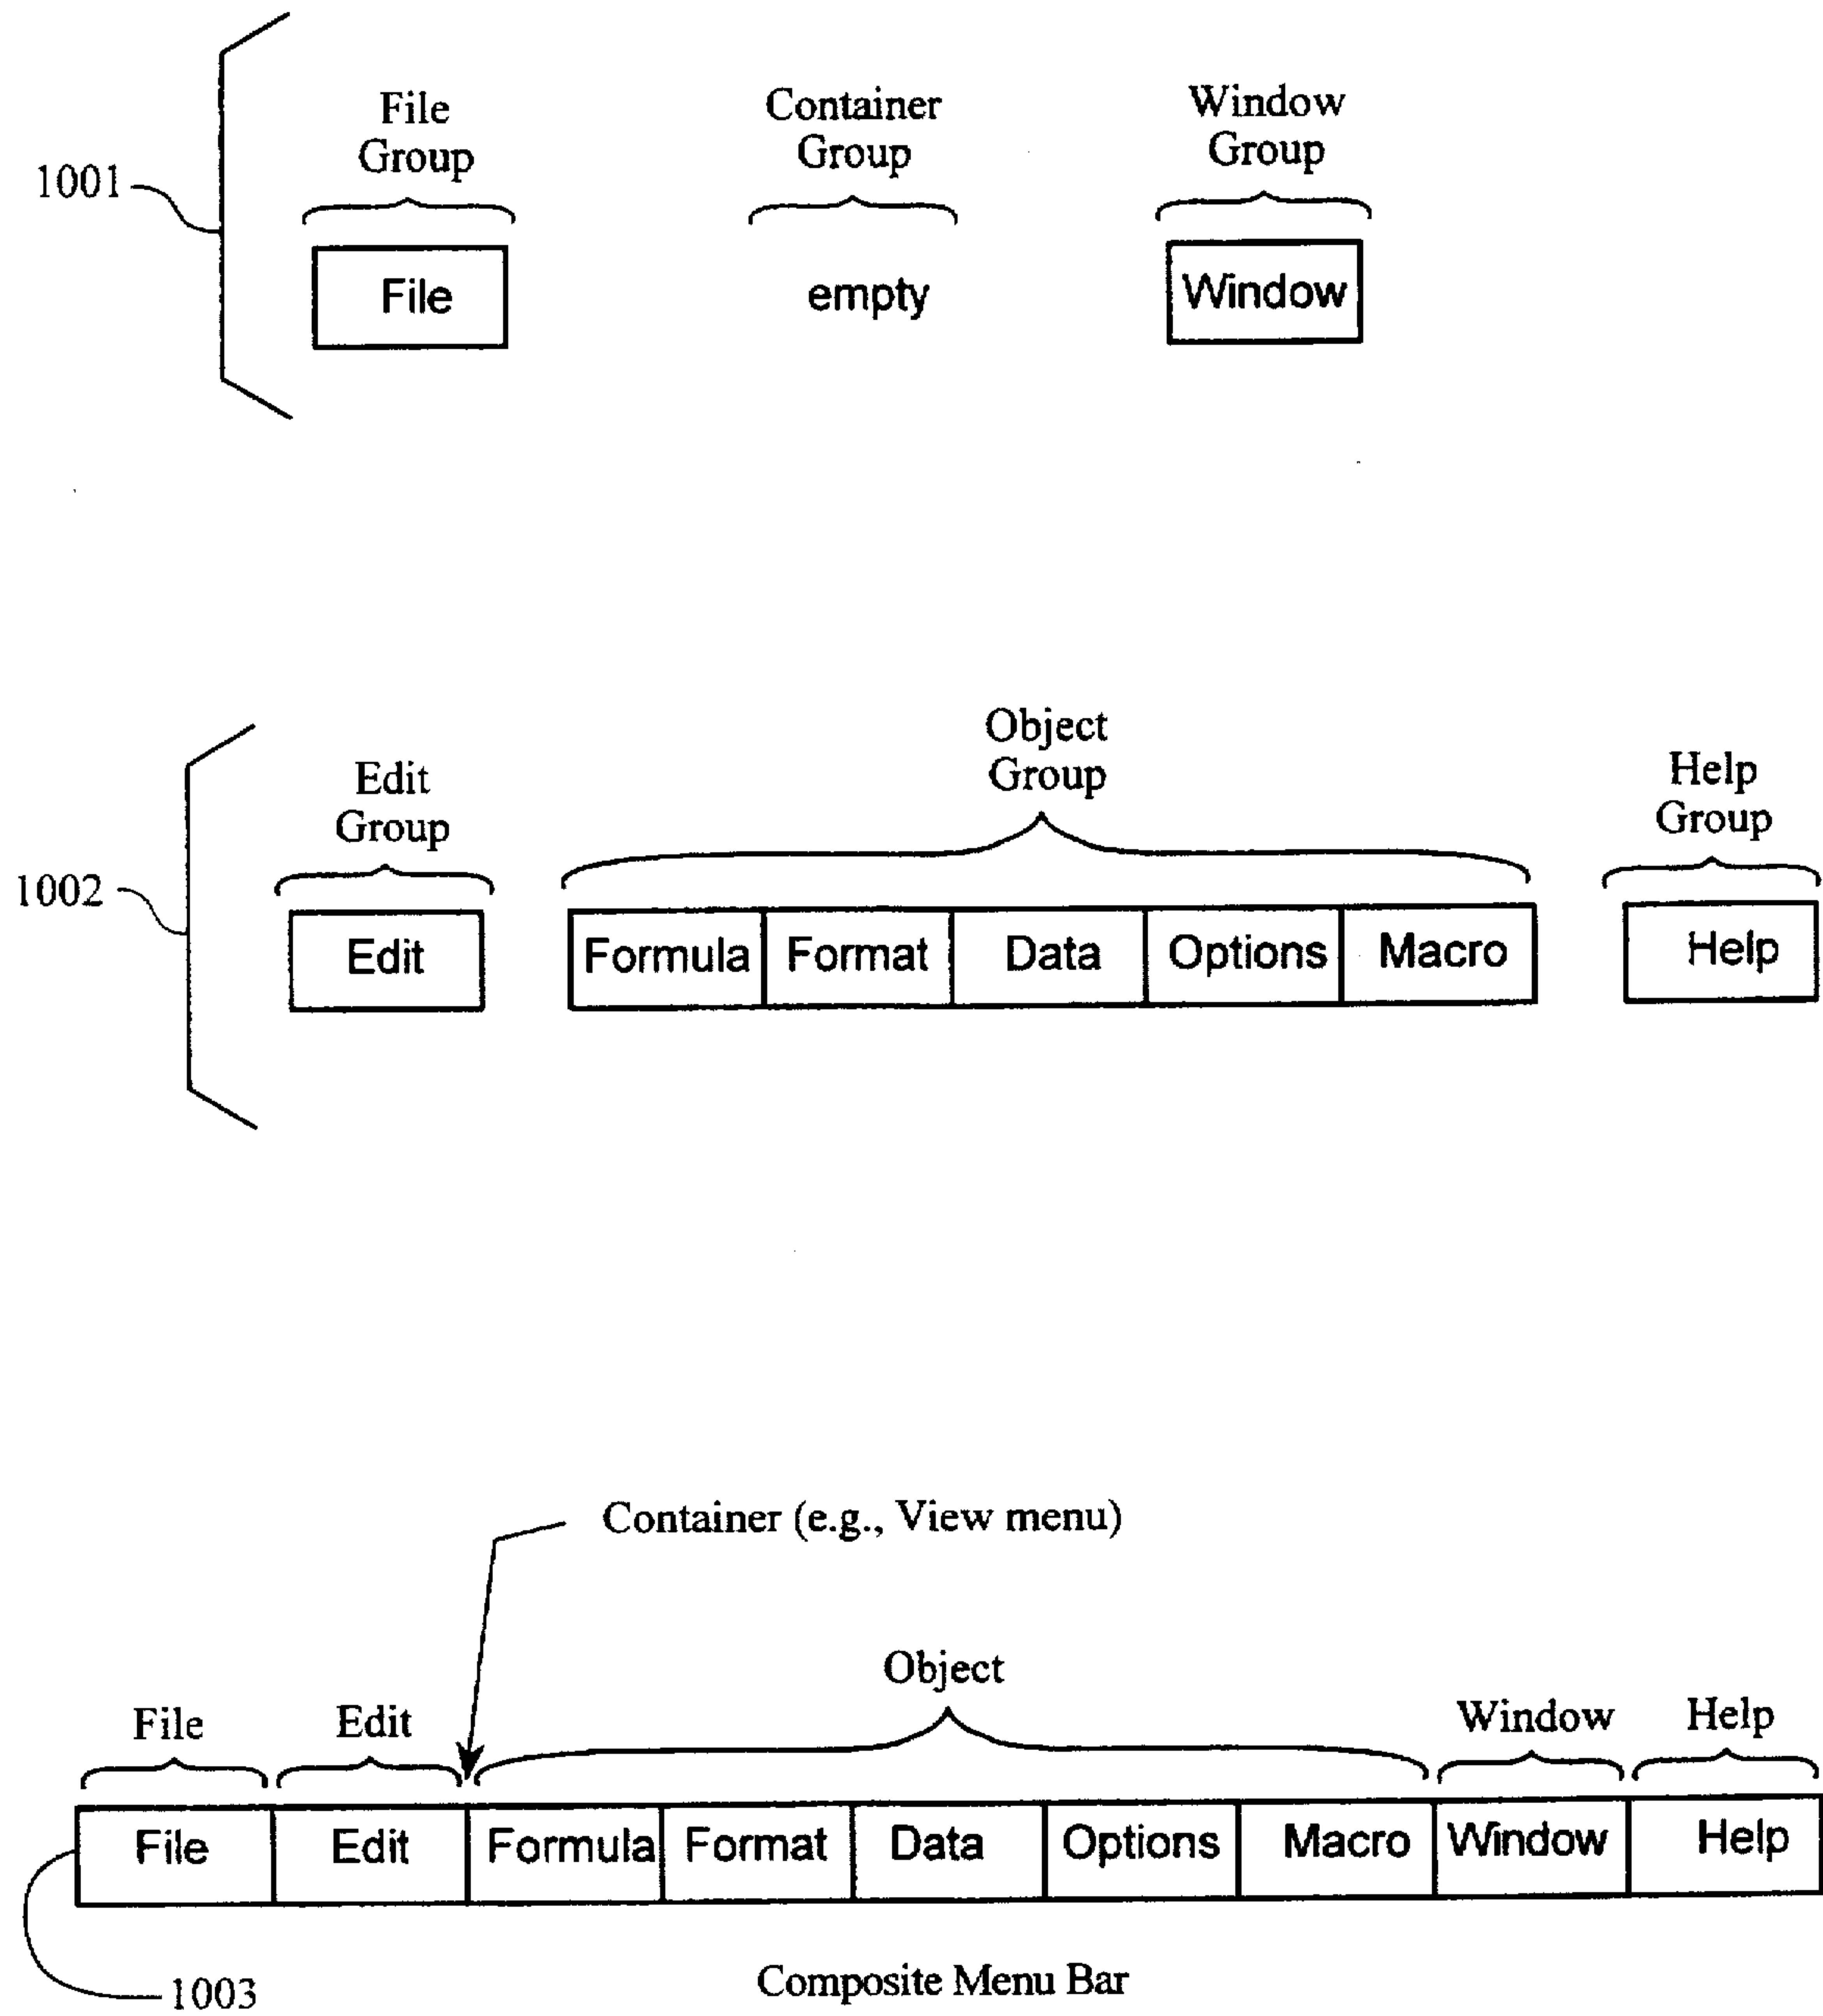 File
Group
Container
Group
Window
Group
1001
File
empty
Window
Object
Group
Edit
Group
Help
Group
1002
Edit
Formula Format Data Options Macro
Help
Container (e.g., View menu)
Object
File Edit Window Help
File Edit Formula Format Data Options Macro Window Help
1003
Composite Menu Bar